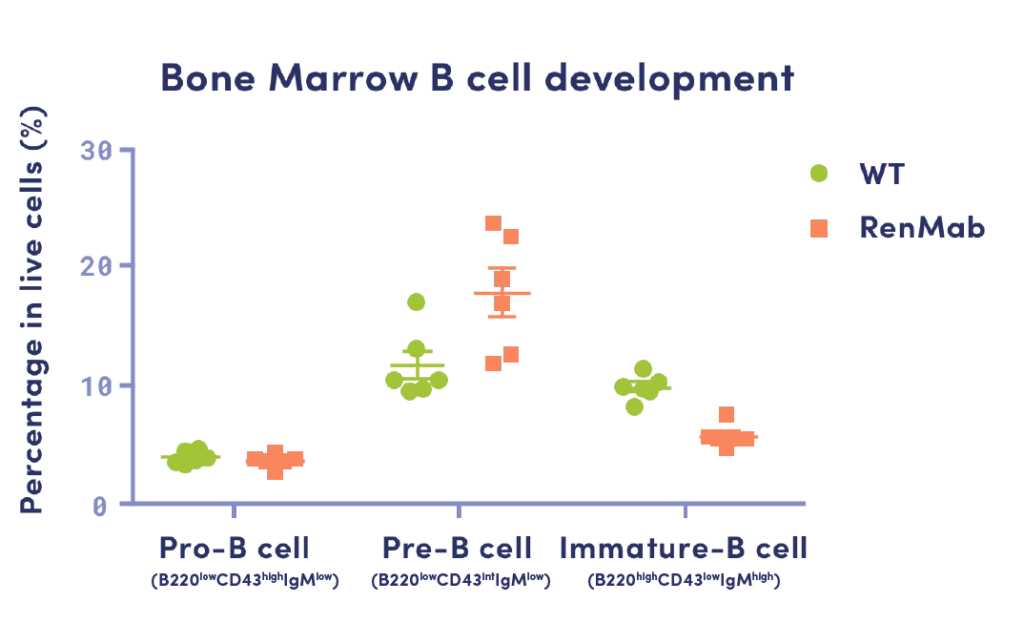 Bone Marrow B cell development
Percentage in live cells (%)
30
20
10
0
WT
RenMab
Pro-B cell
(B220ˡᵒʷCD43ʰⁱᵍʰIgMˡᵒʷ)
Pre-B cell
(B220ˡᵒʷCD43ᴵⁿᵗIgMˡᵒʷ)
Immature-B cell
(B220ʰⁱᵍʰCD43ˡᵒʷIgMʰⁱᵍʰ)